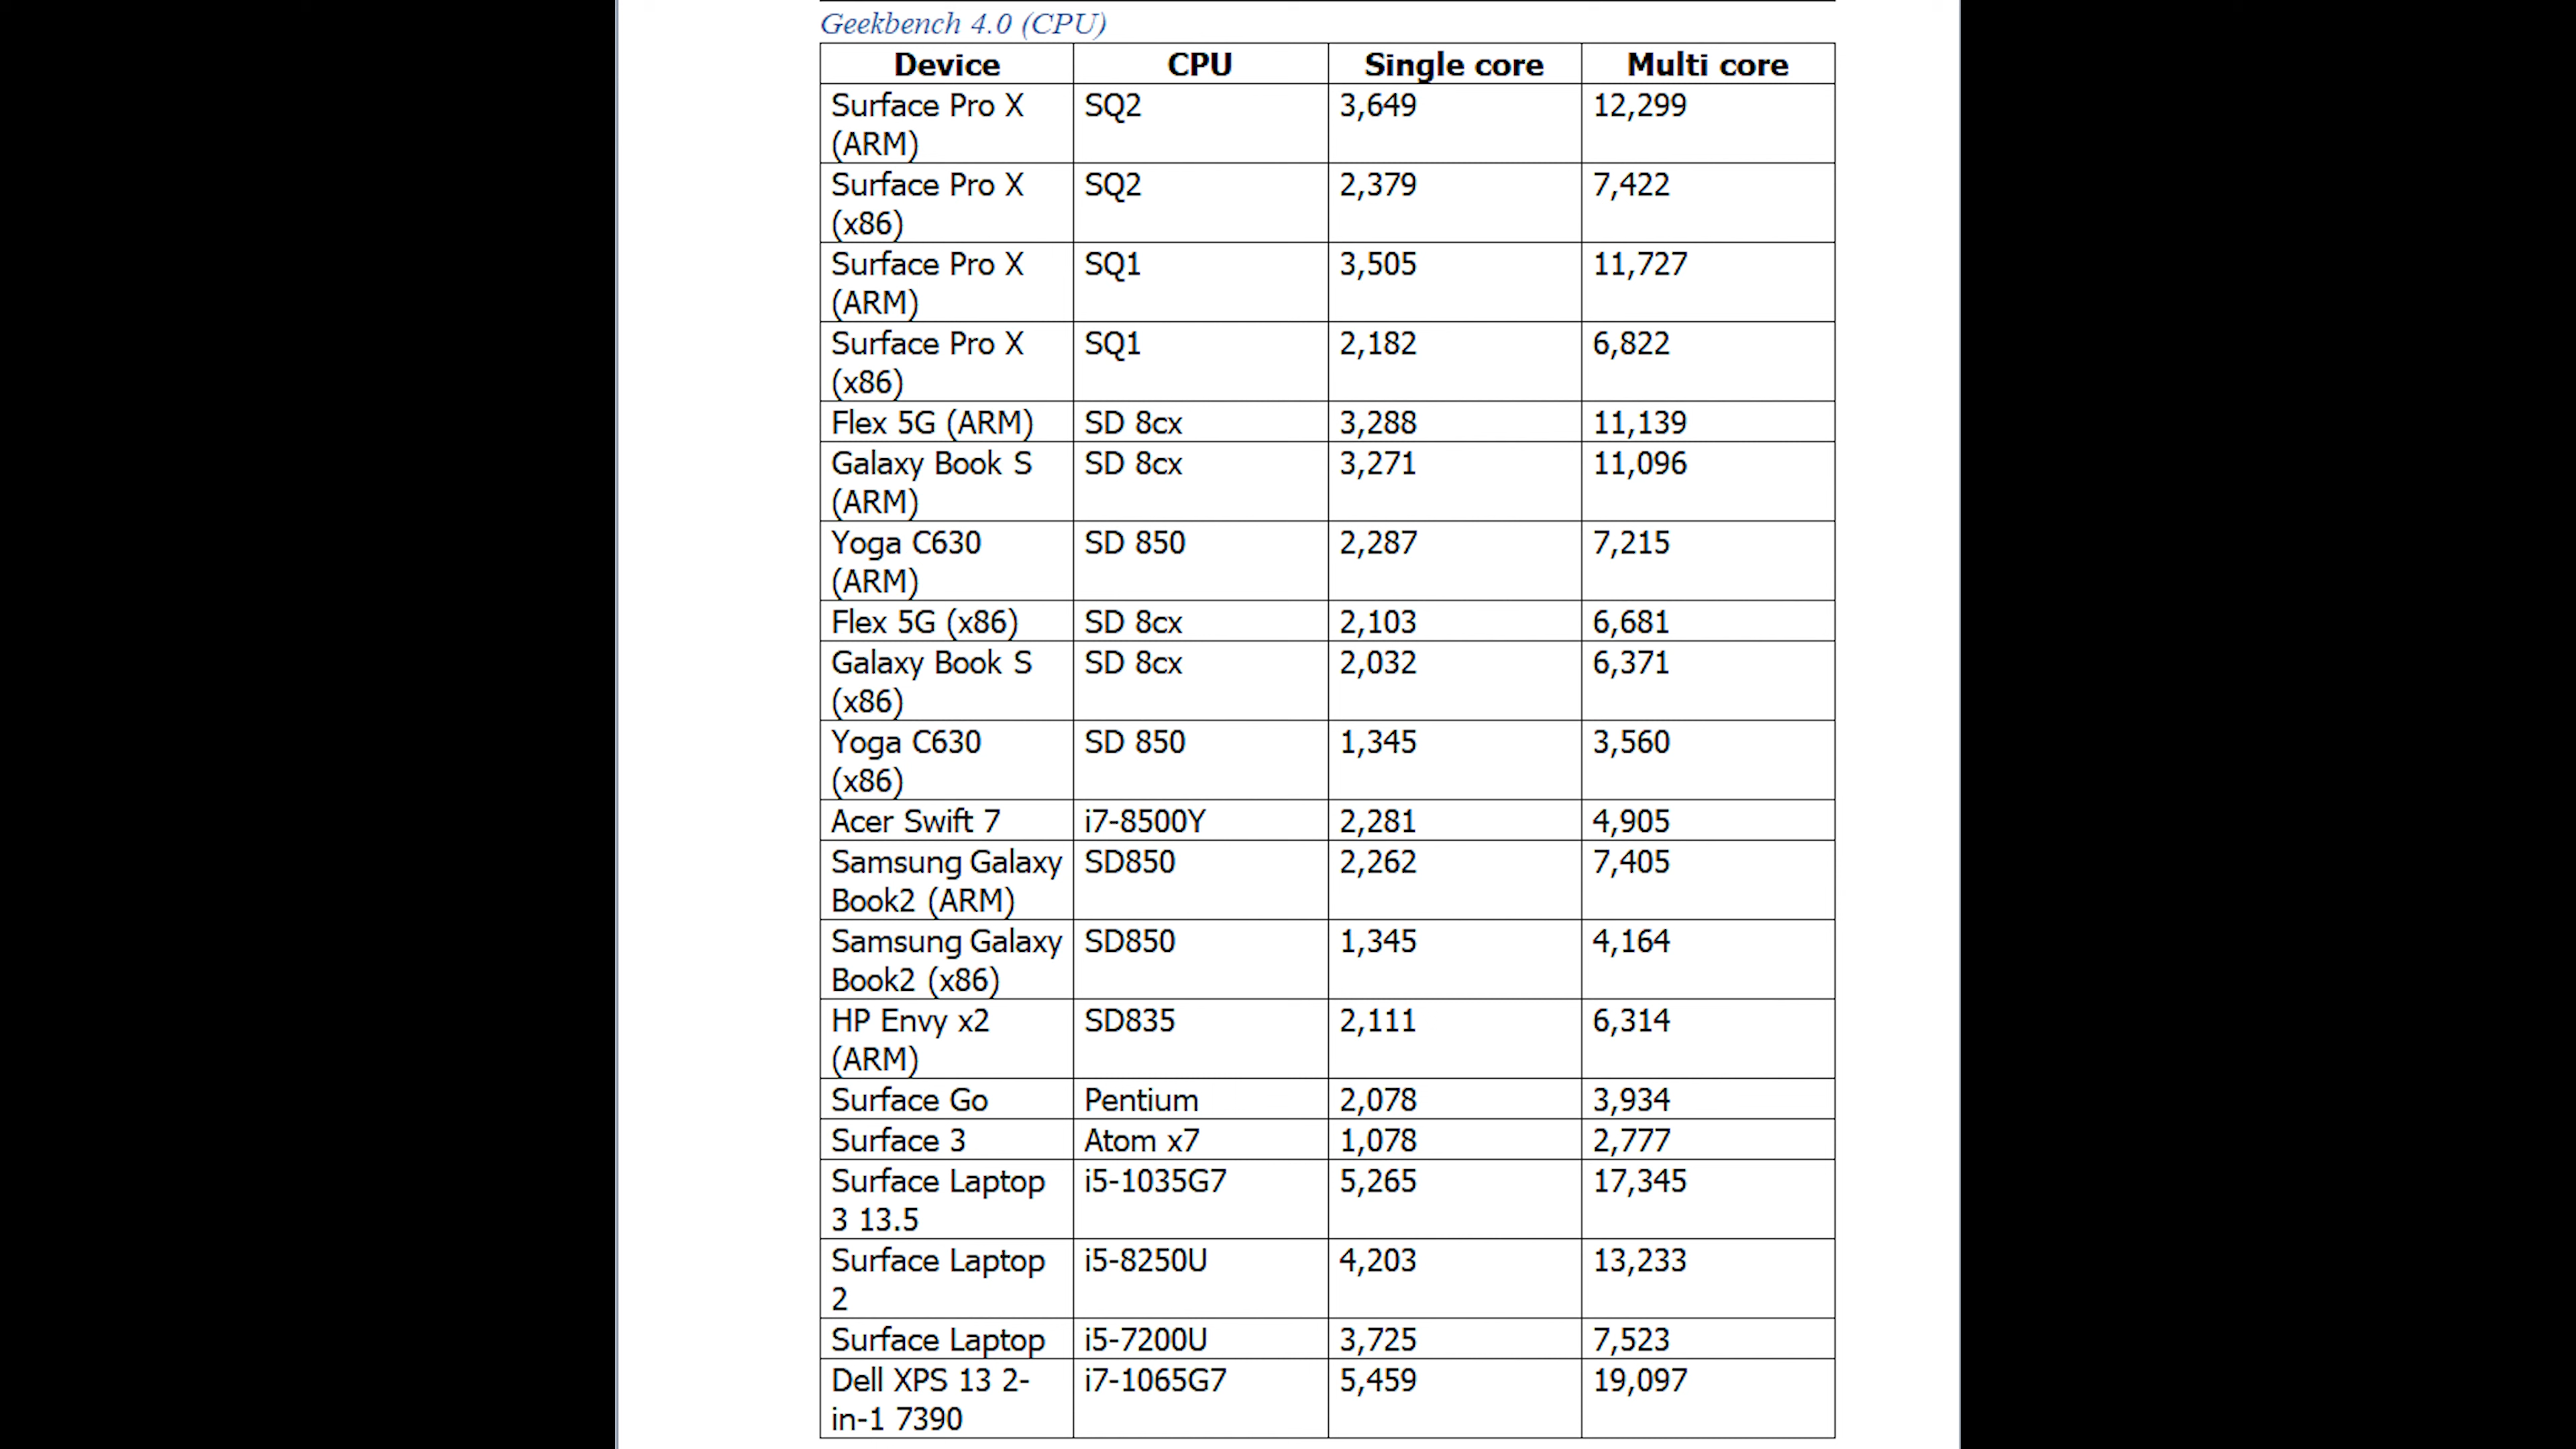 Geekbench 4.0 (CPU)
Device CPU Single core Multi core
Surface Pro X SQ2 3,649 12,299
(ARM)
Surface Pro X SQ2 2,379 7,422
(x86)
Surface Pro X SQ1 3,505 11,727
(ARM)
Surface Pro X SQ1 2,182 6,822
(x86)
Flex 5G (ARM) SD 8cx 3,288 11,139
Galaxy Book S SD 8cx 3,271 11,096
(ARM)
Yoga C630 SD 850 2,287 7,215
(ARM)
Flex 5G (x86) SD 8cx 2,103 6,681
Galaxy Book S SD 8cx 2,032 6,371
(x86)
Yoga C630 SD 850 1,345 3,560
(x86)
Acer Swift 7 i7-8500Y 2,281 4,905
Samsung Galaxy SD850 2,262 7,405
Book2 (ARM)
Samsung Galaxy SD850 1,345 4,164
Book2 (x86)
HP Envy x2 SD835 2,111 6,314
(ARM)
Surface Go Pentium 2,078 3,934
Surface 3 Atom x7 1,078 2,777
Surface Laptop i5-1035G7 5,265 17,345
3 13.5
Surface Laptop i5-8250U 4,203 13,233
2
Surface Laptop i5-7200U 3,725 7,523
Dell XPS 13 2- i7-1065G7 5,459 19,097
in-1 7390